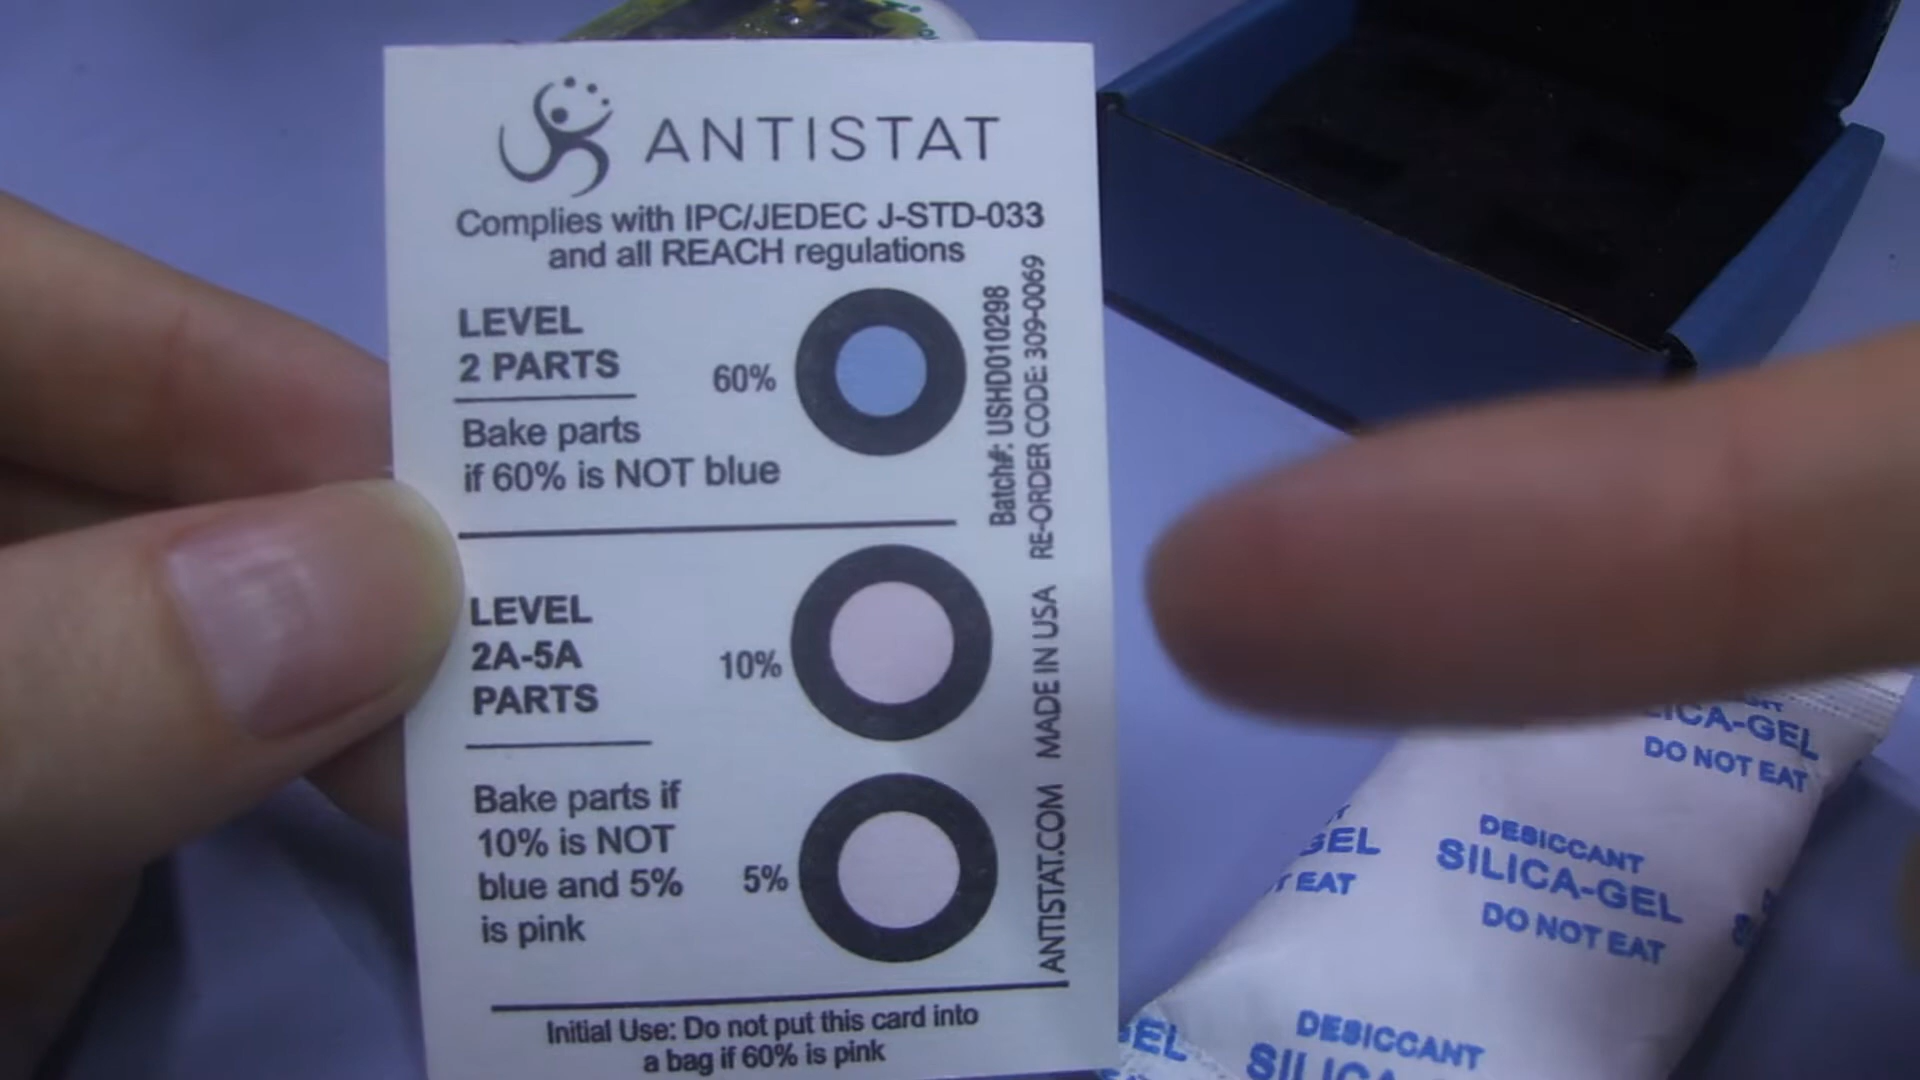 ANTISTAT
Complies with IPC/JEDEC J-STD-033
and all REACH regulations
LEVEL
2 PARTS
60%
Bake parts
if 60% is NOT blue
Batch#: USHD010298
RE-ORDER CODE: 309-0069
LEVEL
2A-5A
PARTS
10%
Bake parts if
10% is NOT
blue and 5%
is pink
5%
ANTISTAT.COM MADE IN USA
Initial Use: Do not put this card into
a bag if 60% is pink
DO NOT EAT
GEL
EAT
DESICCANT
SILICA-GEL
DO NOT EAT
DESICCANT